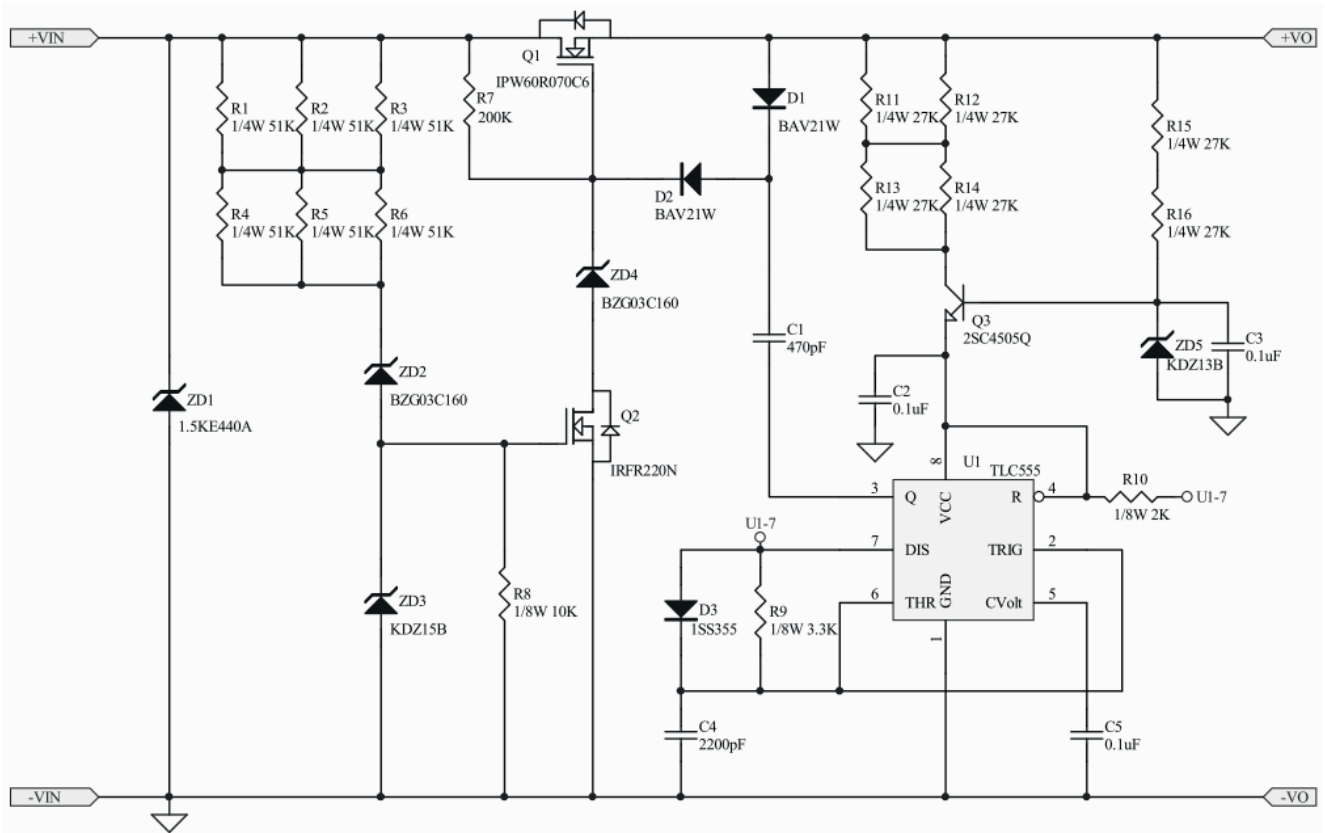 +VIN
+VO
Q1
IPW60R070C6
R1
1/4W 51K
R2
1/4W 51K
R3
1/4W 51K
R7
200K
D1
BAV21W
R11
1/4W 27K
R12
1/4W 27K
R15
1/4W 27K
R4
1/4W 51K
R5
1/4W 51K
R6
1/4W 51K
D2
BAV21W
R13
1/4W 27K
R14
1/4W 27K
R16
1/4W 27K
ZD4
BZG03C160
C1
470pF
Q3
2SC4505Q
ZD5
KDZ13B
C3
0.1uF
ZD2
BZG03C160
ZD1
1.5KE440A
Q2
IRFR220N
C2
0.1uF
8
U1
TLC555
3
Q
VCC
R
4
R10
1/8W 2K
U1-7
U1-7
7
DIS
TRIG
2
6
THR
GND
CVolt
5
1
ZD3
KDZ15B
R8
1/8W 10K
D3
1SS355
R9
1/8W 3.3K
C4
2200pF
C5
0.1uF
-VIN
-VO